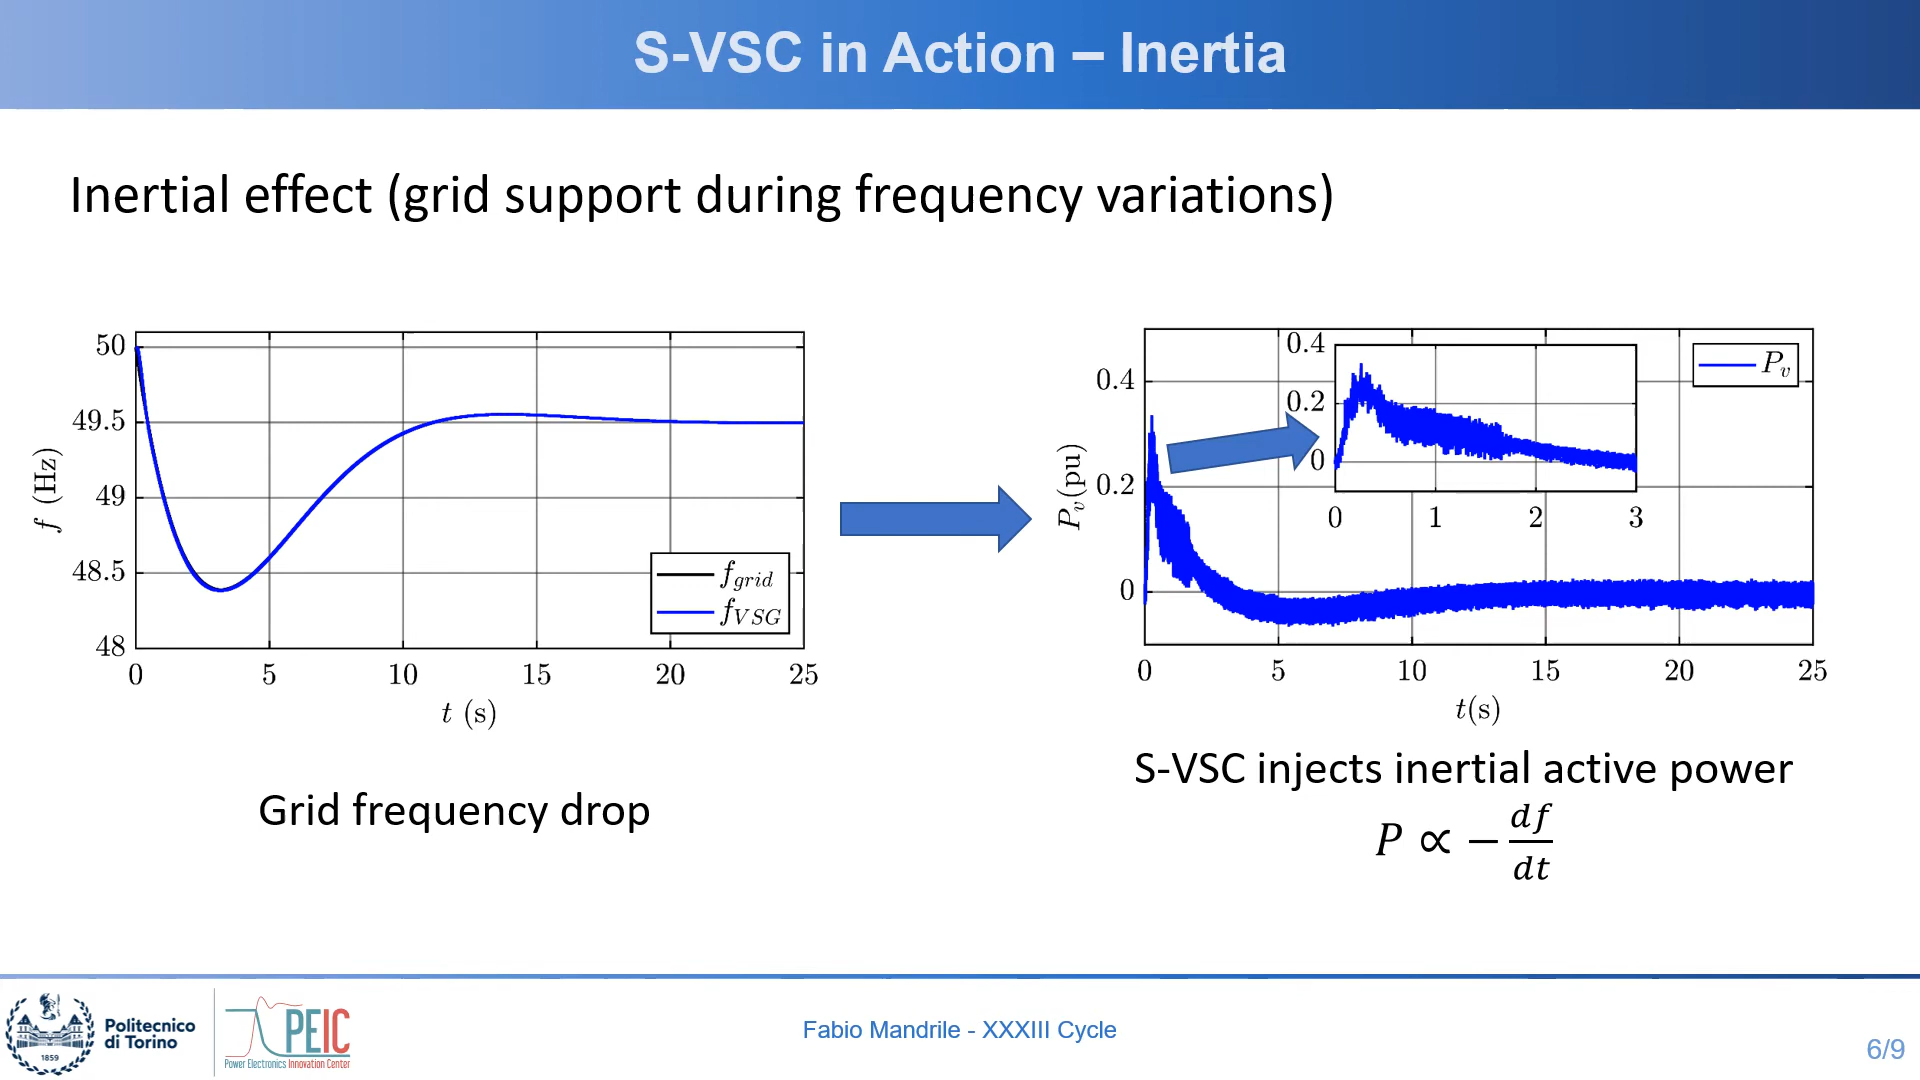 S-VSC in Action – Inertia
Inertial effect (grid support during frequency variations)
50
49.5
49
48.5
48
f (Hz)
0 5 10 15 20 25
t (s)
f_grid
f_VSG
Grid frequency drop
0.4
0.2
0
P_v(pu)
0 5 10 15 20 25
t(s)
P_v
0.4
0.2
0
0 1 2 3
S-VSC injects inertial active power
P ∝ − df/dt
1859
Politecnico
di Torino
PEIC
Power Electronics Innovation Center
Fabio Mandrile - XXXIII Cycle
6/9